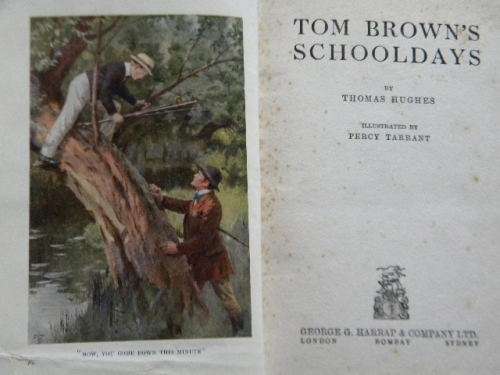 TOM BROWN'S
SCHOOLDAYS
BY
THOMAS HUGHES
ILLUSTRATED BY
PERCY TARRANT
GEORGE G. HARRAP & COMPANY LTD.
LONDON BOMBAY SYDNEY
"NOW, YOU COME DOWN THIS MINUTE"